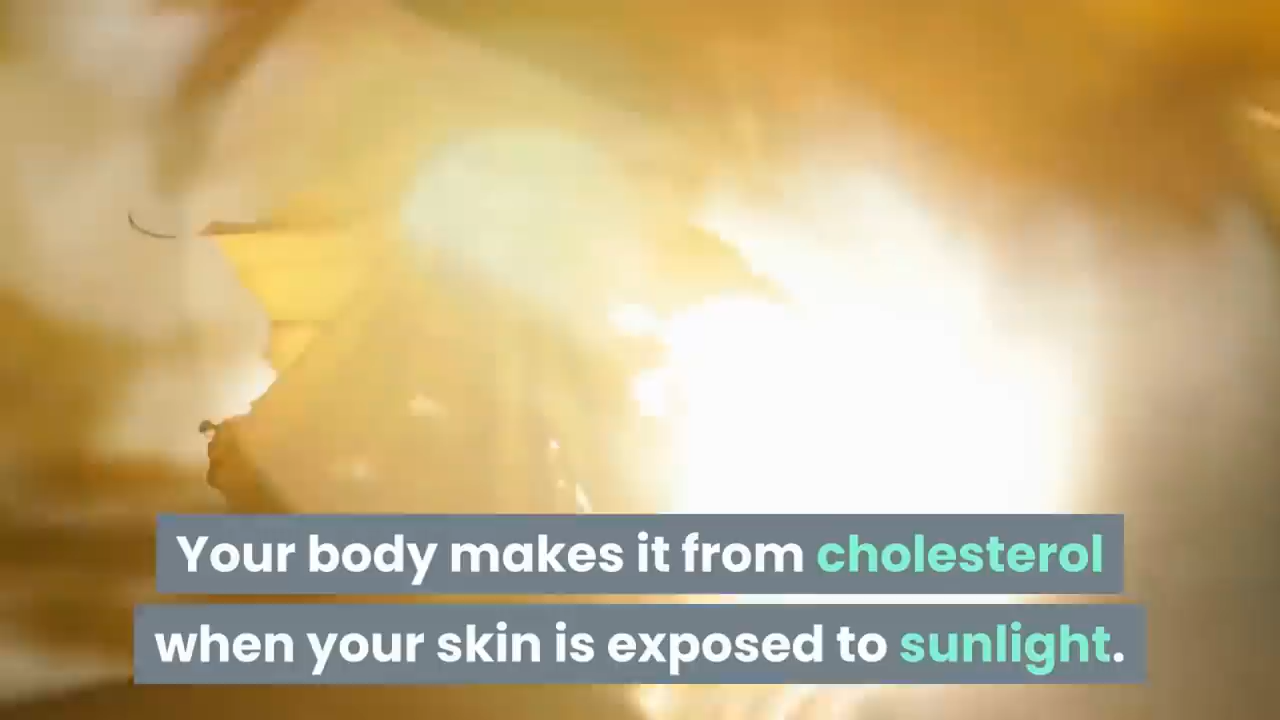 Your body makes it from cholesterol
when your skin is exposed to sunlight.